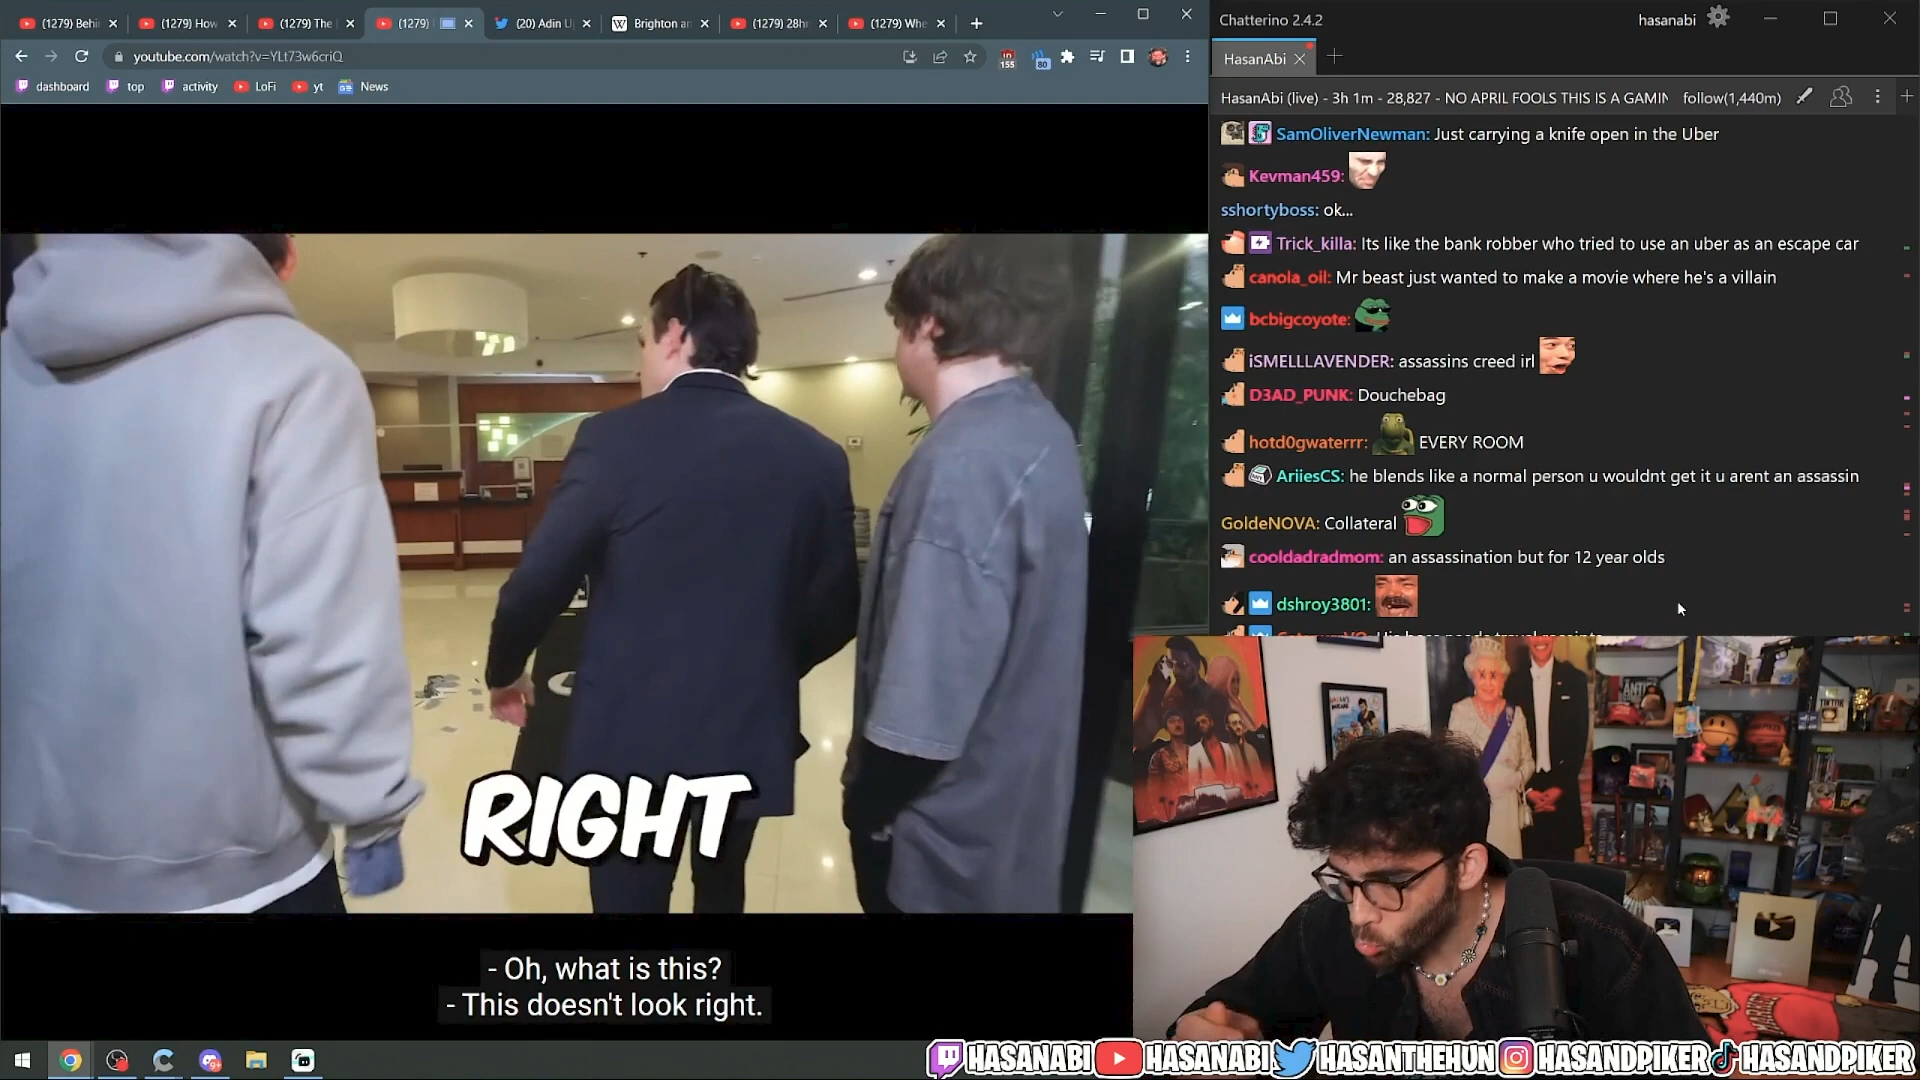 (1279) Behi
(1279) How
(1279) The
(1279)
(20) Adin U
Brighton an
(1279) 28hr
(1279) Whe
youtube.com/watch?v=YLt73w6criQ
155
80
dashboard
top
activity
LoFi
yt
News
RIGHT
- Oh, what is this?
- This doesn't look right.
Chatterino 2.4.2
hasanabi
HasanAbi
HasanAbi (live) - 3h 1m - 28,827 - NO APRIL FOOLS THIS IS A GAMIN
follow(1,440m)
SamOliverNewman: Just carrying a knife open in the Uber
Kevman459:
sshortyboss: ok...
Trick_killa: Its like the bank robber who tried to use an uber as an escape car
canola_oil: Mr beast just wanted to make a movie where he's a villain
bcbigcoyote:
iSMELLLAVENDER: assassins creed irl
D3AD_PUNK: Douchebag
hotd0gwaterrr: EVERY ROOM
AriiesCS: he blends like a normal person u wouldnt get it u arent an assassin
GoldeNOVA: Collateral
cooldadradmom: an assassination but for 12 year olds
dshroy3801:
HASANABI
HASANABI
HASANTHEHUN
HASANDPIKER
HASANDPIKER